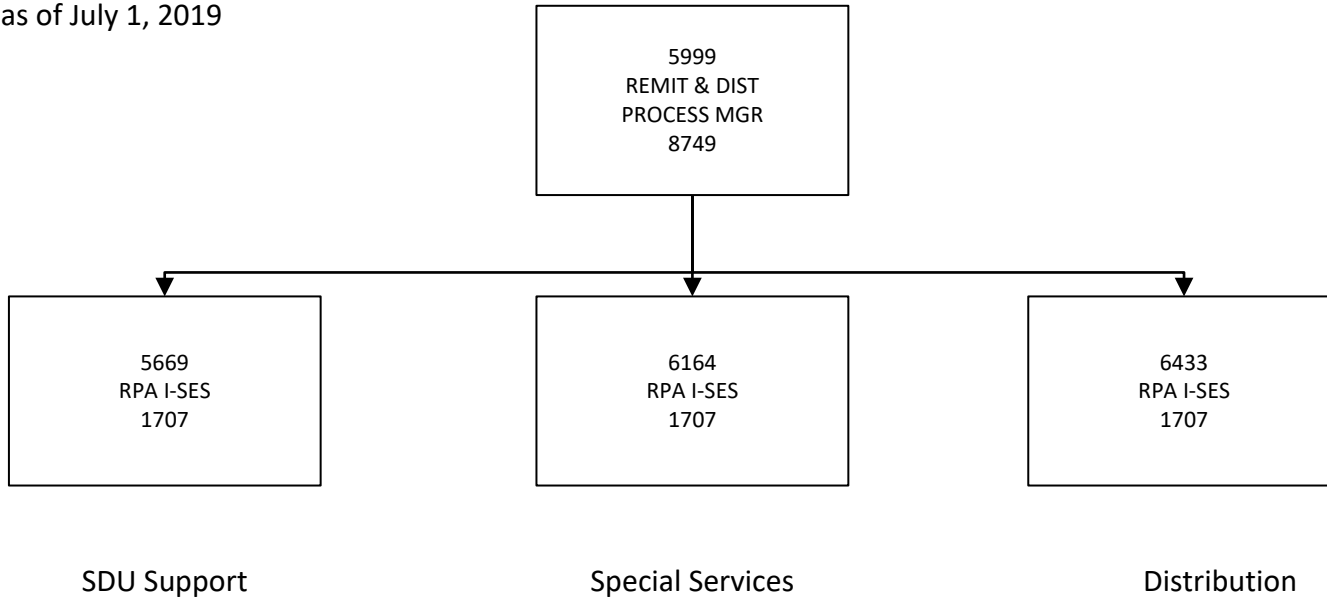 as of July 1, 2019
5999
REMIT & DIST
PROCESS MGR
8749
5669
RPA I-SES
1707
6164
RPA I-SES
1707
6433
RPA I-SES
1707
SDU Support
Special Services
Distribution